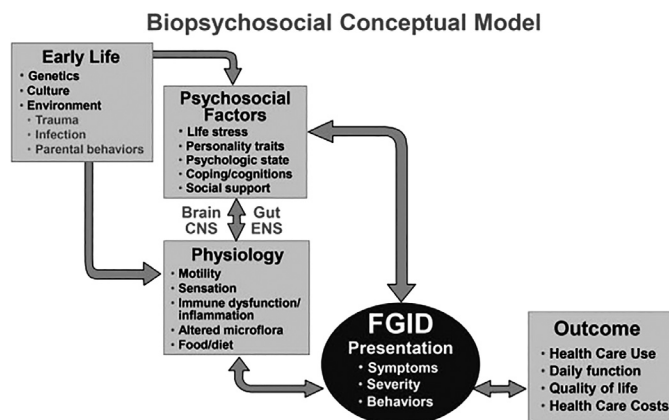 Biopsychosocial Conceptual Model
Early Life
• Genetics
• Culture
• Environment
• Trauma
• Infection
• Parental behaviors
Psychosocial
Factors
• Life stress
• Personality traits
• Psychologic state
• Coping/cognitions
• Social support
Brain Gut
CNS ENS
Physiology
• Motility
• Sensation
• Immune dysfunction/
inflammation
• Altered microflora
• Food/diet
FGID
Presentation
• Symptoms
• Severity
• Behaviors
Outcome
• Health Care Use
• Daily function
• Quality of life
• Health Care Costs